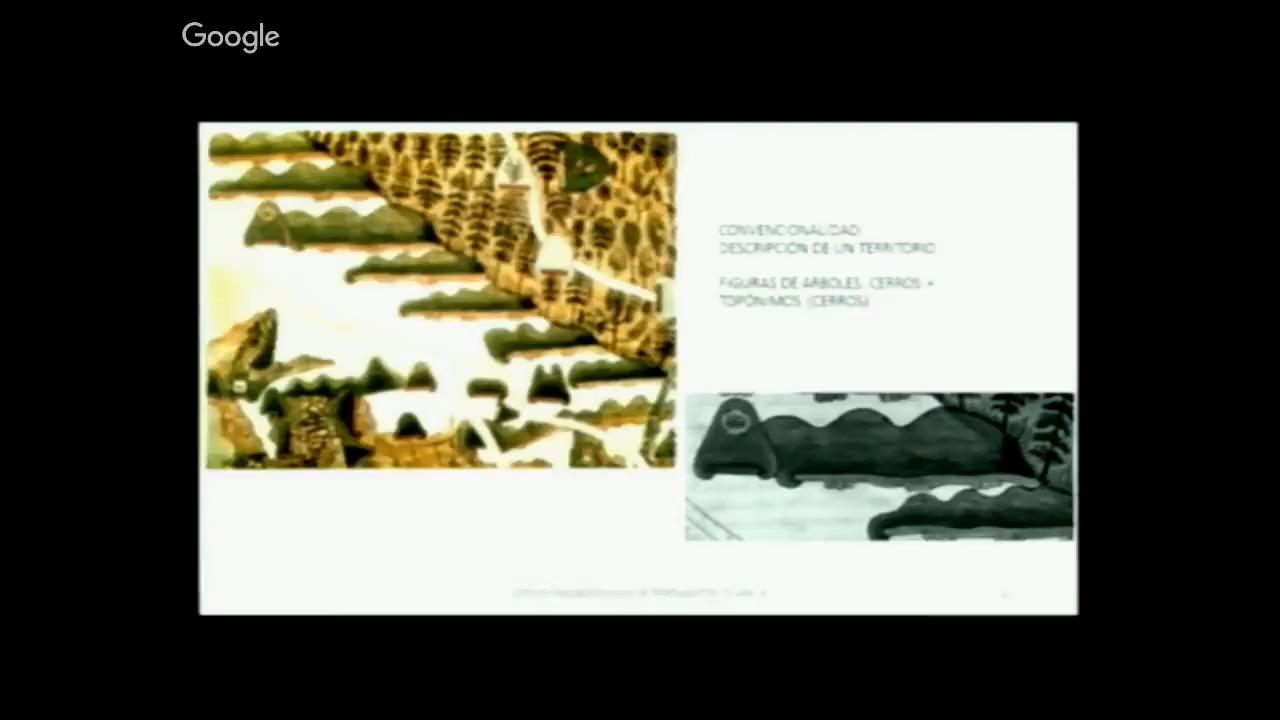 Google
CONVENCIONALIDAD
DESCRIPCIÓN DE UN TERRITORIO
FIGURAS DE ÁRBOLES, CERROS +
TOPÓNIMOS (CERROS)